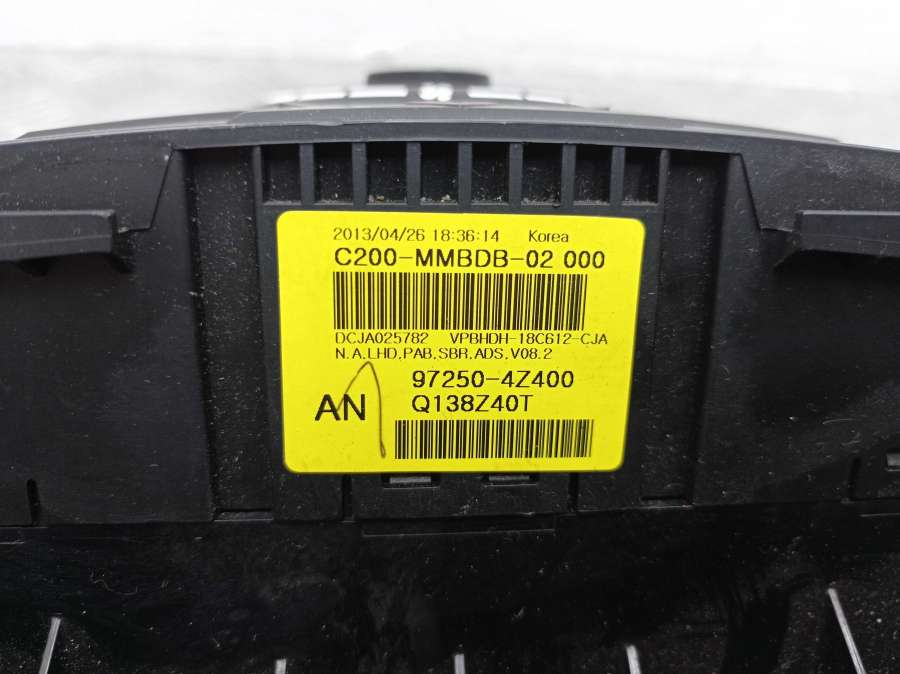 2013/04/26 18:36:14 Korea
C200-MMBDB-02 000
DCJA025782 VPBHDH-18C612-CJA
N.A,LHD,PAB,SBR,ADS,V08.2
97250-4Z400
AN Q138Z40T